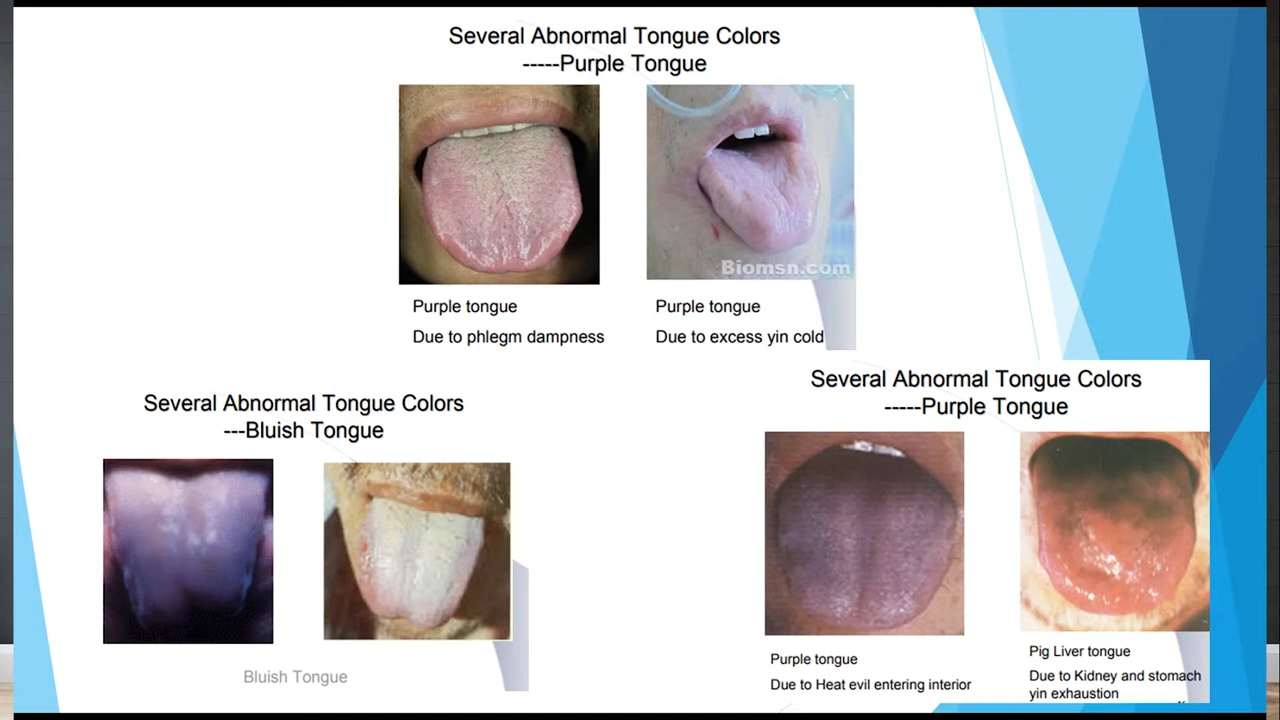 Several Abnormal Tongue Colors
-----Purple Tongue
Biomsn.com
Purple tongue
Due to phlegm dampness
Purple tongue
Due to excess yin cold
Several Abnormal Tongue Colors
---Bluish Tongue
Bluish Tongue
Several Abnormal Tongue Colors
-----Purple Tongue
Purple tongue
Due to Heat evil entering interior
Pig Liver tongue
Due to Kidney and stomach
yin exhaustion